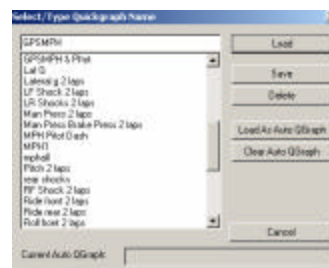 Select/Type Quickgraph Name
GPSMPH
Load
GPSMPH & Pitot
Lat G
Lateral g 2 laps
LF Shock 2 laps
LR Shocks 2 laps
Man Press 2 laps
Man Press Brake Press 2 laps
MPH Pitot Dash
MPH1
mphall
Pitch 2 laps
rear shocks
RF Shock 2 laps
Ride front 2 laps
Ride rear 2 laps
Roll front 2 laps
Save
Delete
Load As Auto QGraph
Clear Auto QGraph
Cancel
Current Auto QGraph: